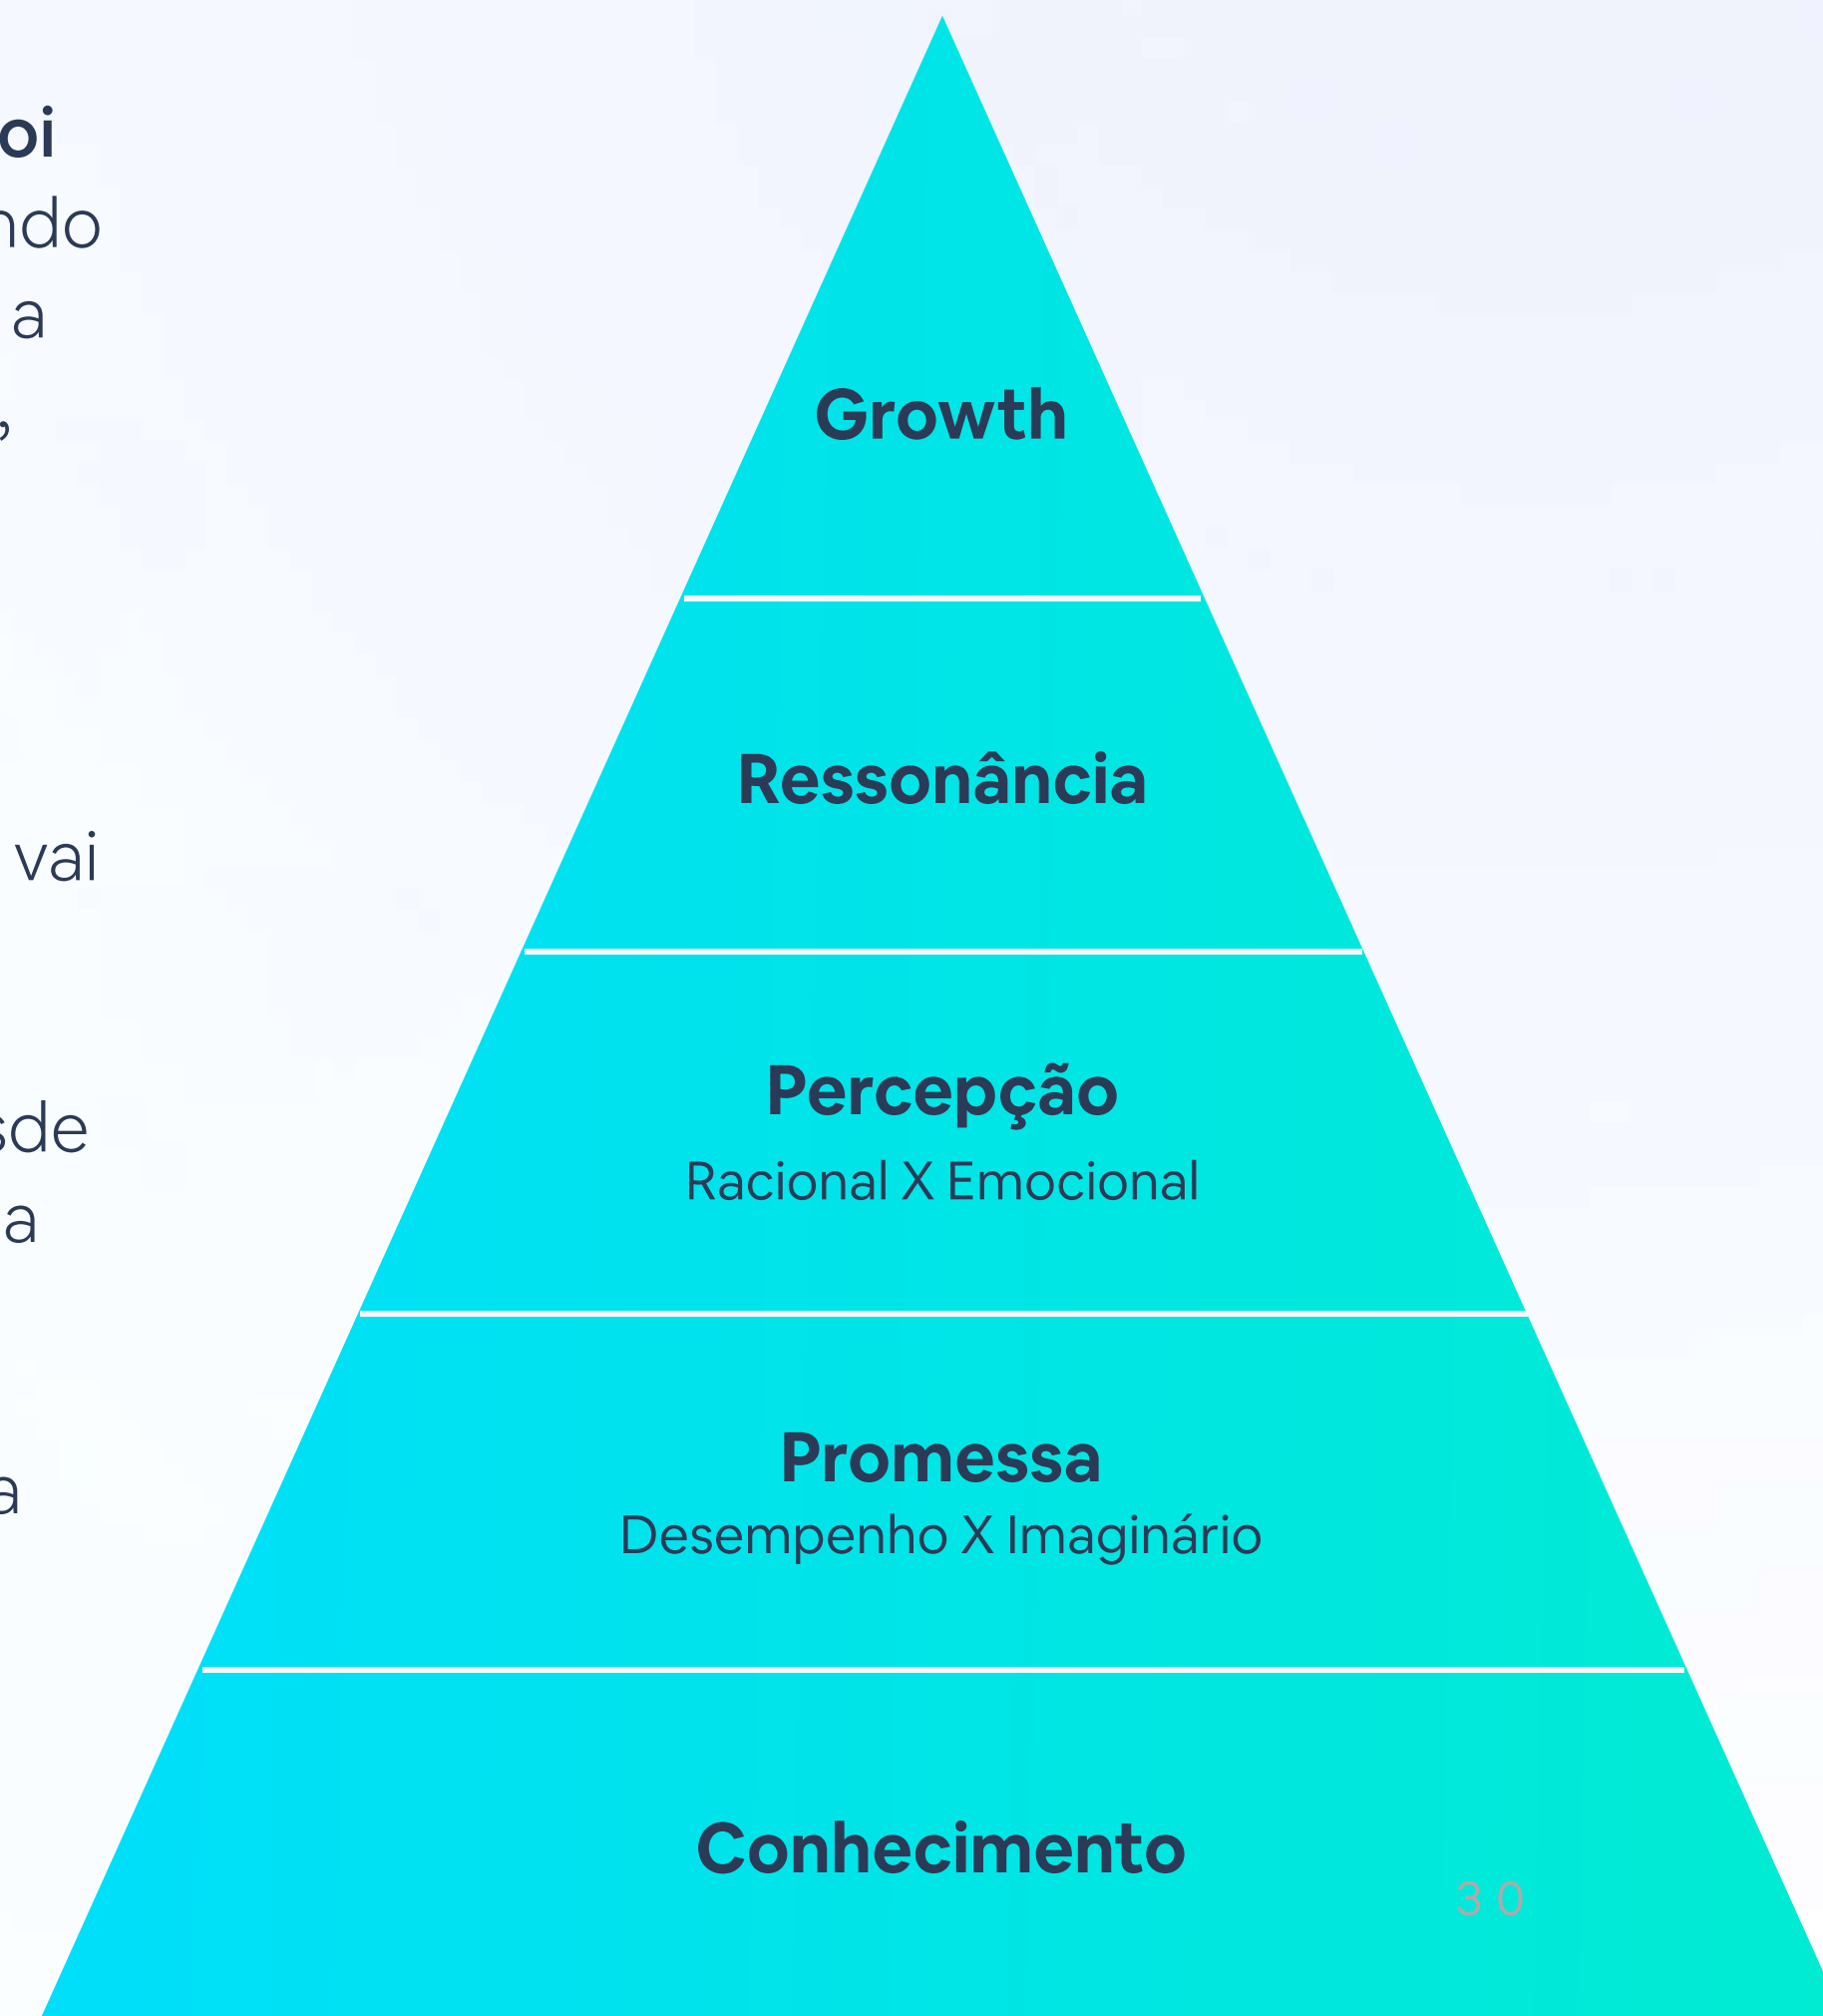 oi
ndo
a
,
vai
sde
a
a
Growth
Ressonância
Percepção
Racional X Emocional
Promessa
Desempenho X Imaginário
Conhecimento
30